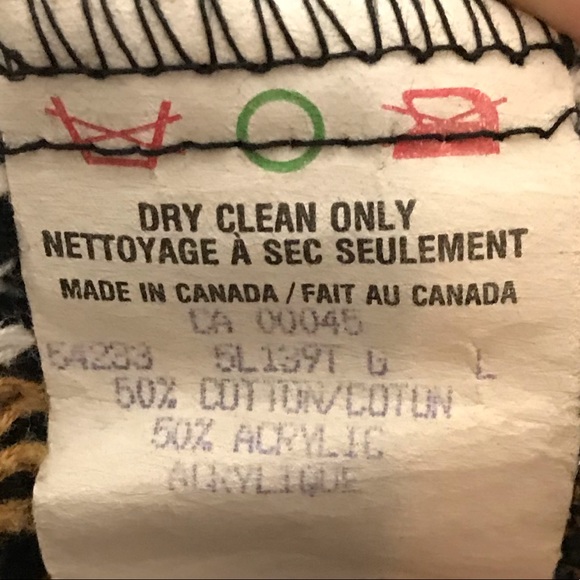 DRY CLEAN ONLY
NETTOYAGE À SEC SEULEMENT
MADE IN CANADA / FAIT AU CANADA
CA 00045
54233 5L139T G L
50% COTTON/COTON
50% ACRYLIC
ACRYLIQUE